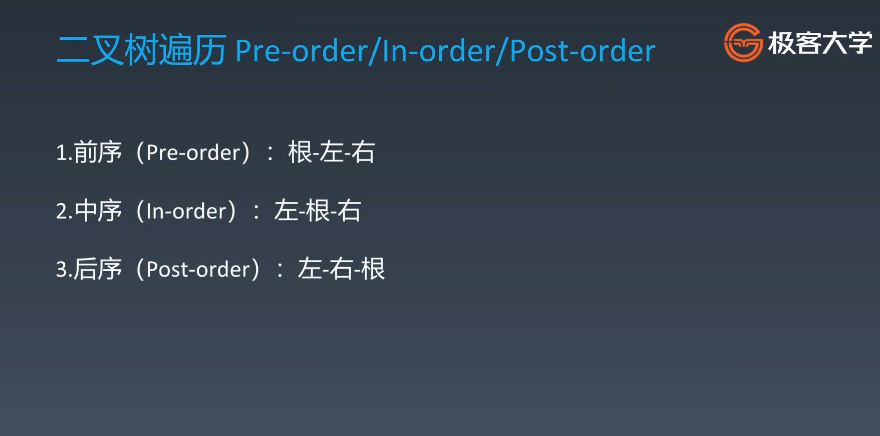 二叉树遍历 Pre-order/In-order/Post-order
极客大学
1.前序（Pre-order）：根-左-右
2.中序（In-order）：左-根-右
3.后序（Post-order）：左-右-根